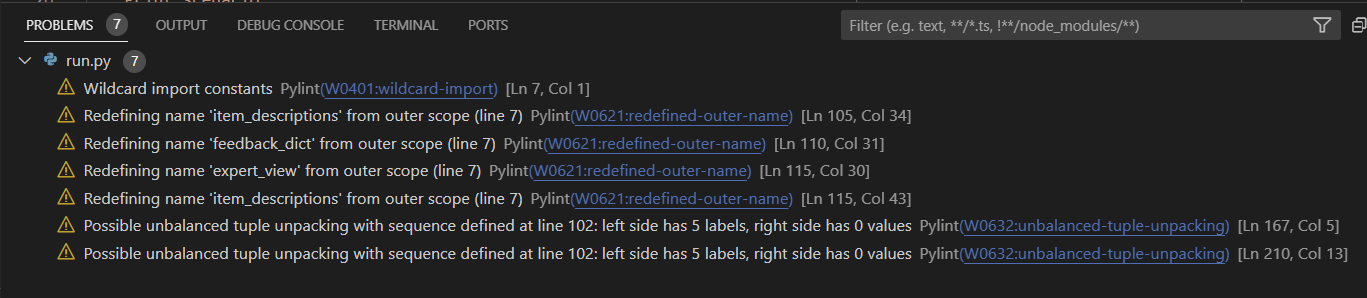 PROBLEMS 7 OUTPUT DEBUG CONSOLE TERMINAL PORTS Filter (e.g. text, **/*.ts, !**/node_modules/**)
run.py 7
Wildcard import constants Pylint(W0401:wildcard-import) [Ln 7, Col 1]
Redefining name 'item_descriptions' from outer scope (line 7) Pylint(W0621:redefined-outer-name) [Ln 105, Col 34]
Redefining name 'feedback_dict' from outer scope (line 7) Pylint(W0621:redefined-outer-name) [Ln 110, Col 31]
Redefining name 'expert_view' from outer scope (line 7) Pylint(W0621:redefined-outer-name) [Ln 115, Col 30]
Redefining name 'item_descriptions' from outer scope (line 7) Pylint(W0621:redefined-outer-name) [Ln 115, Col 43]
Possible unbalanced tuple unpacking with sequence defined at line 102: left side has 5 labels, right side has 0 values Pylint(W0632:unbalanced-tuple-unpacking) [Ln 167, Col 5]
Possible unbalanced tuple unpacking with sequence defined at line 102: left side has 5 labels, right side has 0 values Pylint(W0632:unbalanced-tuple-unpacking) [Ln 210, Col 13]